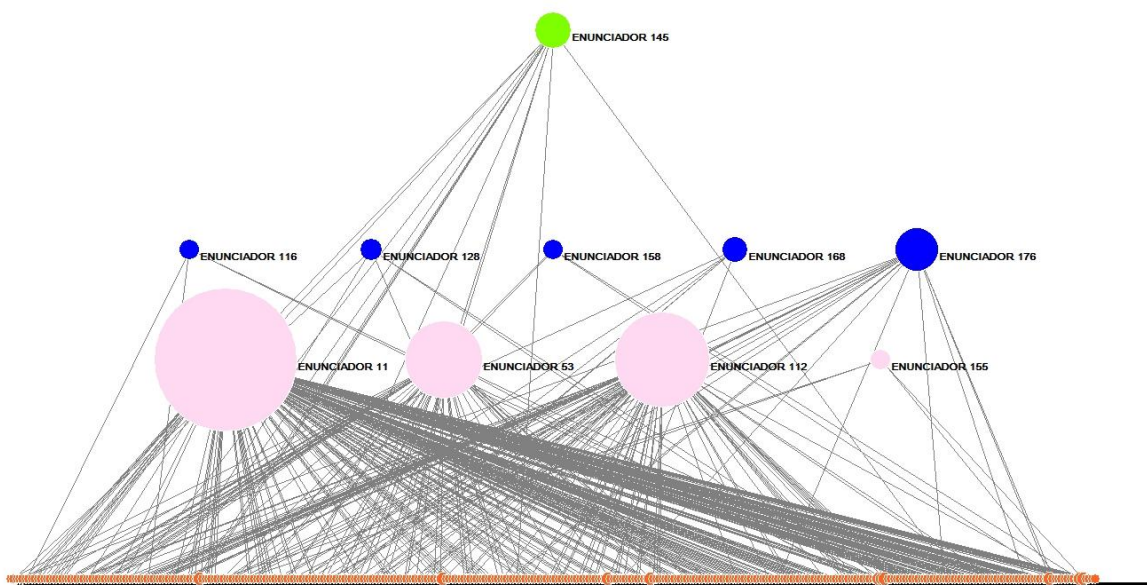 ENUNCIADOR 145
ENUNCIADOR 116
ENUNCIADOR 128
ENUNCIADOR 158
ENUNCIADOR 168
ENUNCIADOR 176
ENUNCIADOR 11
ENUNCIADOR 53
ENUNCIADOR 112
ENUNCIADOR 155